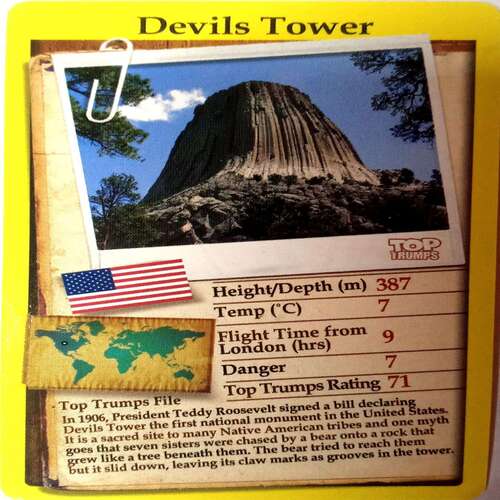 Devils Tower
TOP
TRUMPS
Height/Depth (m) 387
Temp (°C) 7
Flight Time from
London (hrs) 9
Danger 7
Top Trumps Rating 71
Top Trumps File
In 1906, President Teddy Roosevelt signed a bill declaring
Devils Tower the first national monument in the United States.
It is a sacred site to many Native American tribes and one myth
goes that seven sisters were chased by a bear onto a rock that
grew like a tree beneath them. The bear tried to reach them
but it slid down, leaving its claw marks as grooves in the tower.